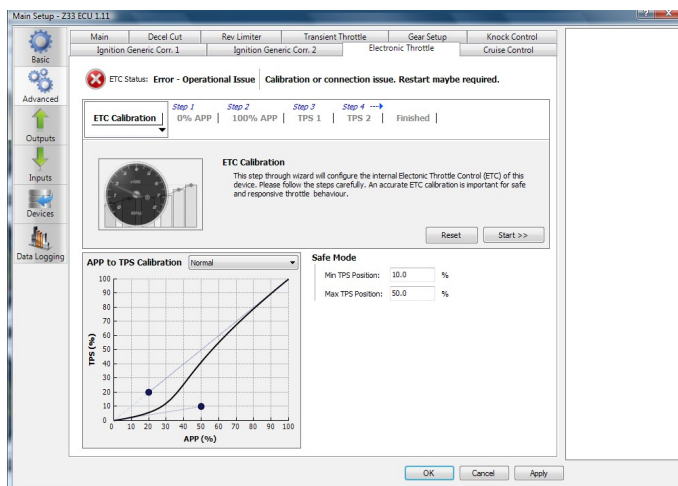 Main Setup - Z33 ECU 1.11
Main Decel Cut Rev Limiter Transient Throttle Gear Setup Knock Control
Ignition Generic Corr. 1 Ignition Generic Corr. 2 Electronic Throttle Cruise Control
Basic
Advanced
Outputs
Inputs
Devices
Data Logging
ETC Status: Error - Operational Issue Calibration or connection issue. Restart maybe required.
Step 1 Step 2 Step 3 Step 4
ETC Calibration 0% APP 100% APP TPS 1 TPS 2 Finished
ETC Calibration
This step through wizard will configure the internal Electonic Throttle Control (ETC) of this
device. Please follow the steps carefully. An accurate ETC calibration is important for safe
and responsive throttle behaviour.
Reset Start >>
APP to TPS Calibration Normal
100
90
80
70
60
50
40
30
20
10
0
TPS (%)
0 10 20 30 40 50 60 70 80 90 100
APP (%)
Safe Mode
Min TPS Position: 10.0 %
Max TPS Position: 50.0 %
OK Cancel Apply